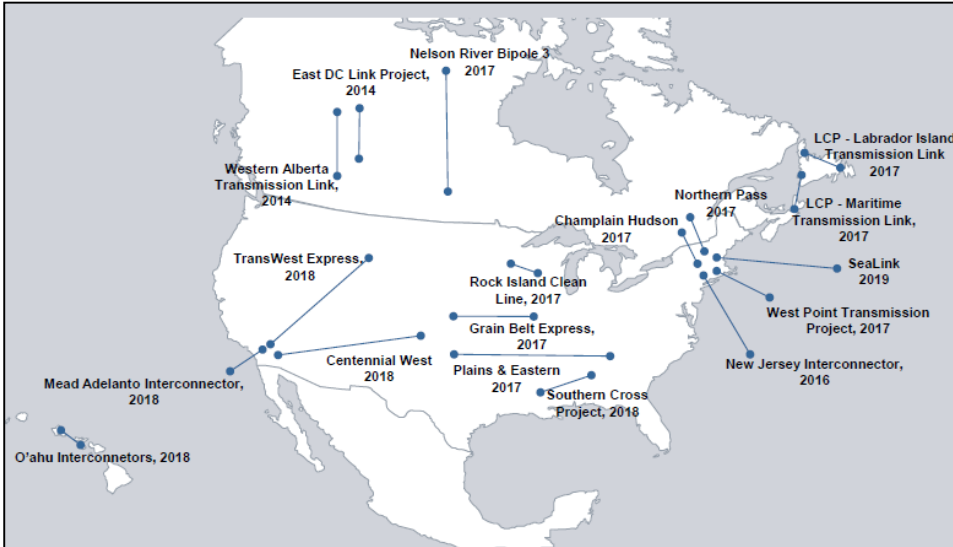 Nelson River Bipole 3
2017
East DC Link Project,
2014
Western Alberta
Transmission Link,
2014
LCP - Labrador Island
Transmission Link
2017
Northern Pass
2017
LCP - Maritime
Transmission Link,
2017
Champlain Hudson
2017
TransWest Express,
2018
SeaLink
2019
Rock Island Clean
Line, 2017
West Point Transmission
Project, 2017
Grain Belt Express,
2017
New Jersey Interconnector,
2016
Centennial West
2018
Plains & Eastern
2017
Mead Adelanto Interconnector,
2018
Southern Cross
Project, 2018
O'ahu Interconnetors, 2018